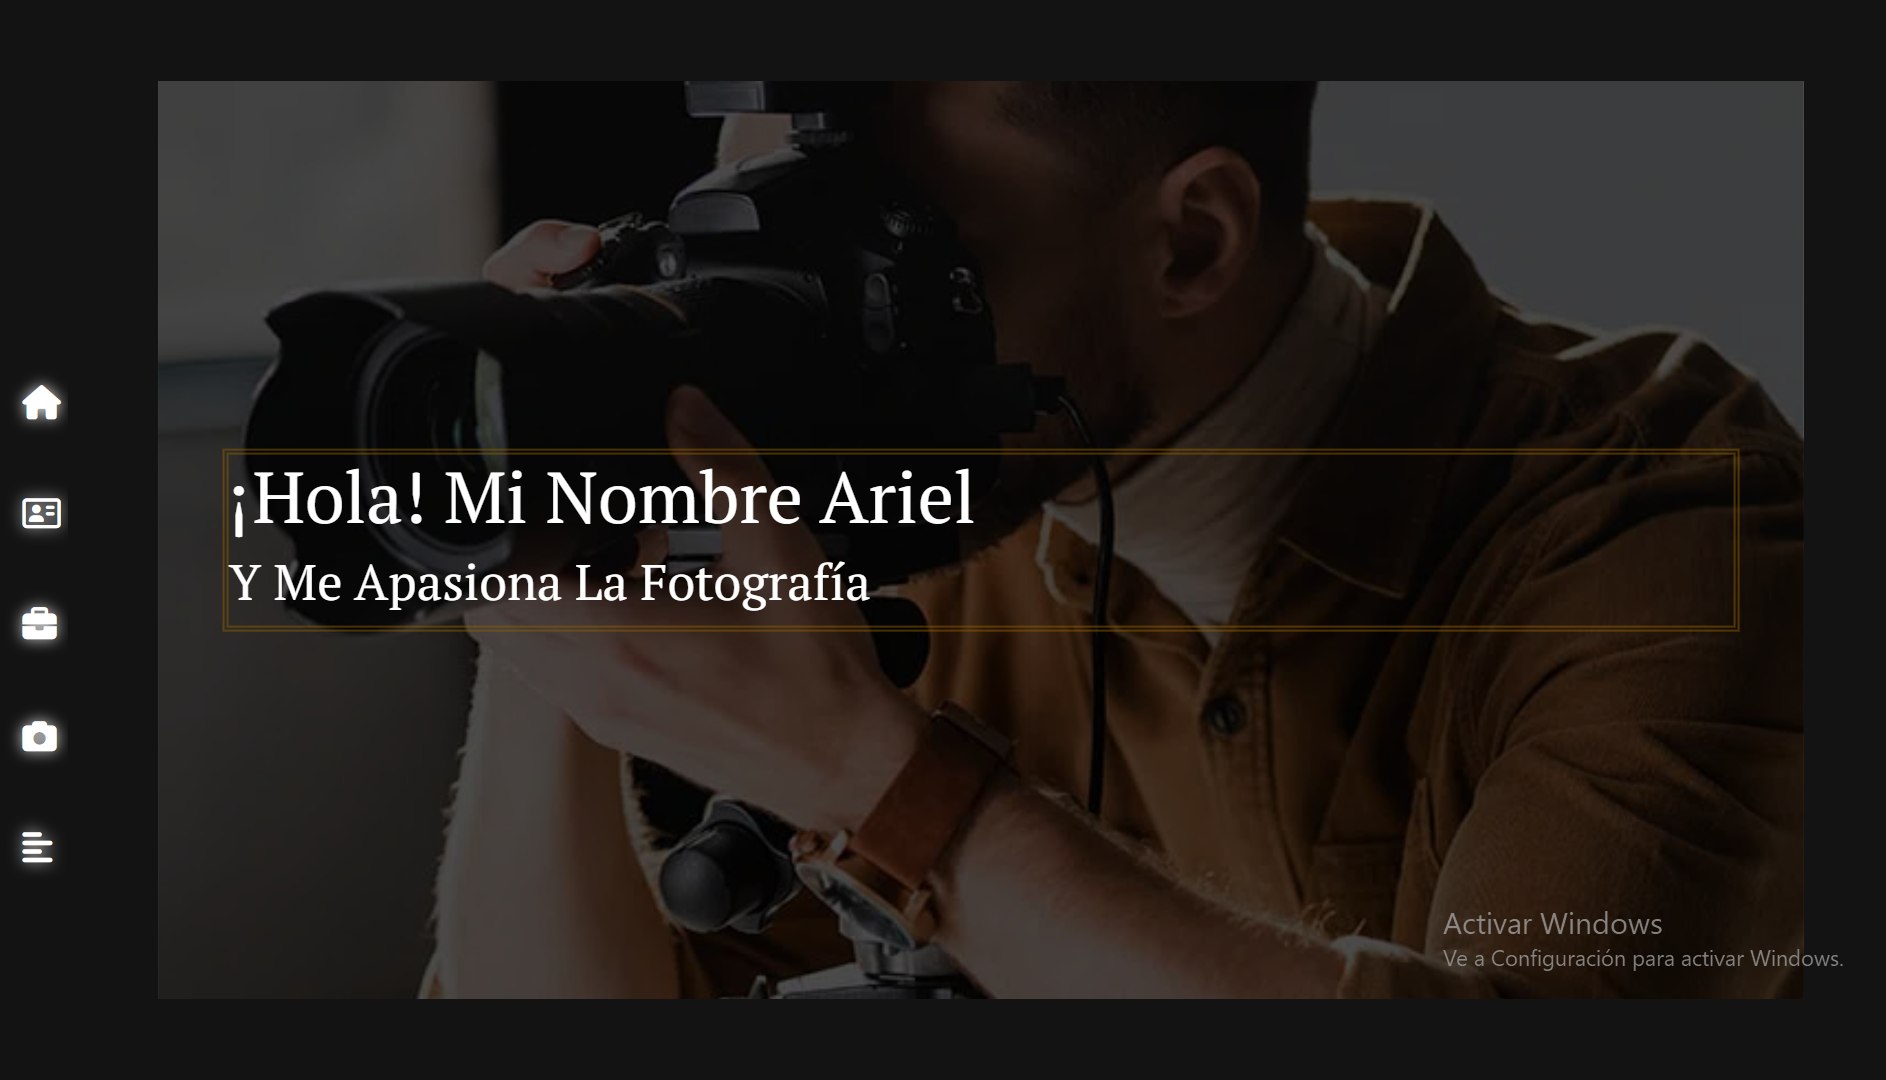 ¡Hola! Mi Nombre Ariel
Y Me Apasiona La Fotografía
Activar Windows
Ve a Configuración para activar Windows.